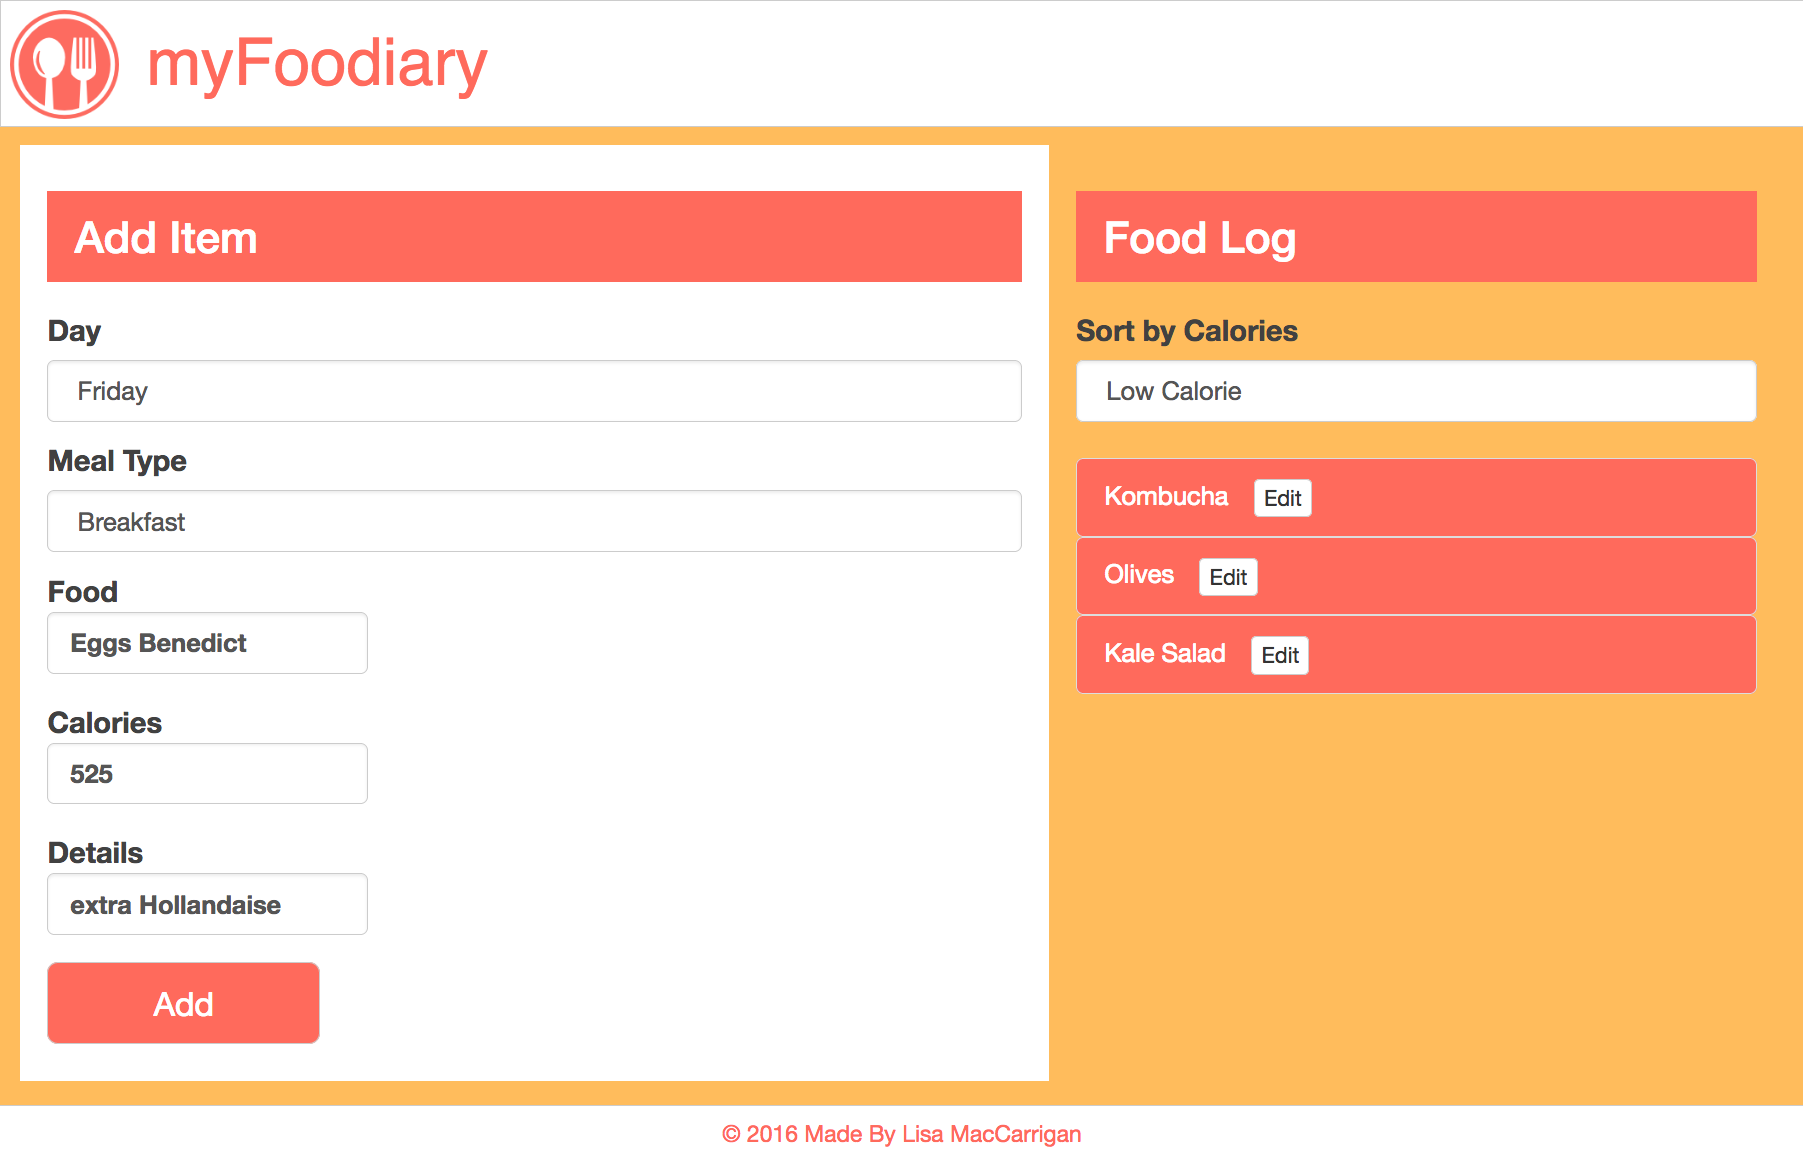 myFoodiary
Add Item
Day
Friday
Meal Type
Breakfast
Food
Eggs Benedict
Calories
525
Details
extra Hollandaise
Add
Food Log
Sort by Calories
Low Calorie
Kombucha Edit
Olives Edit
Kale Salad Edit
© 2016 Made By Lisa MacCarrigan